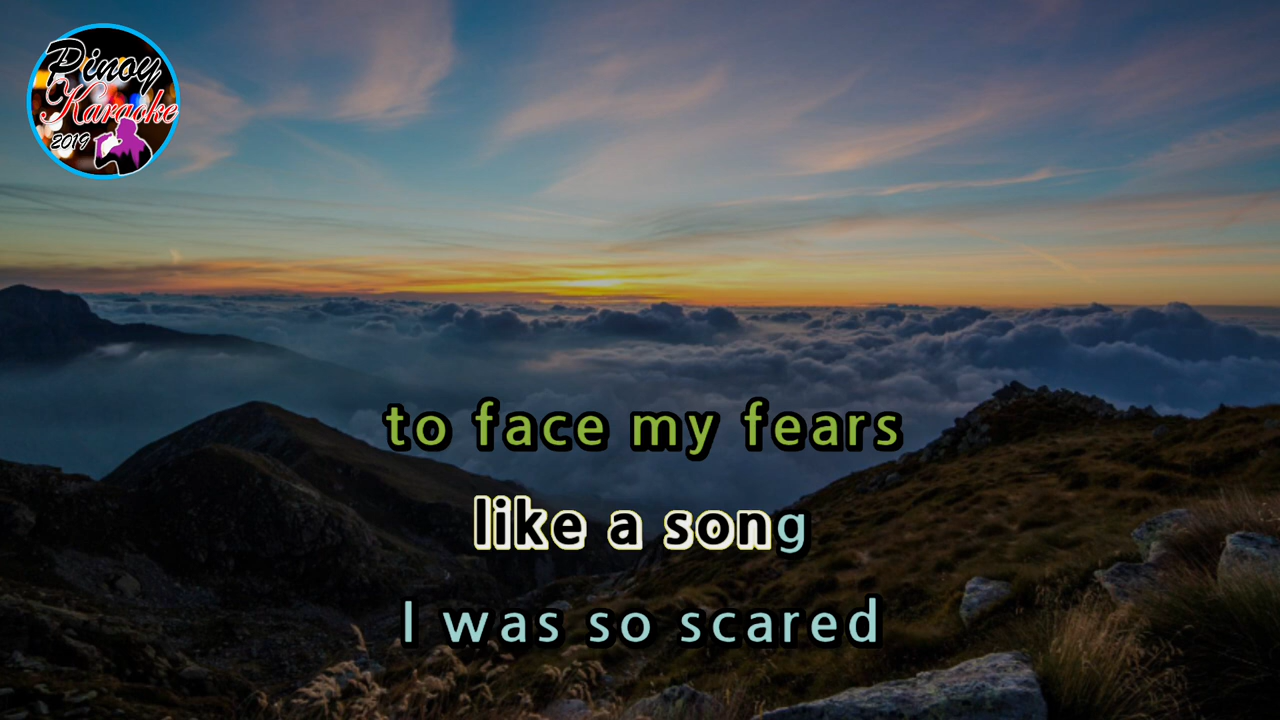 Pinoy
Karaoke
2019
to face my fears
like a song
I was so scared